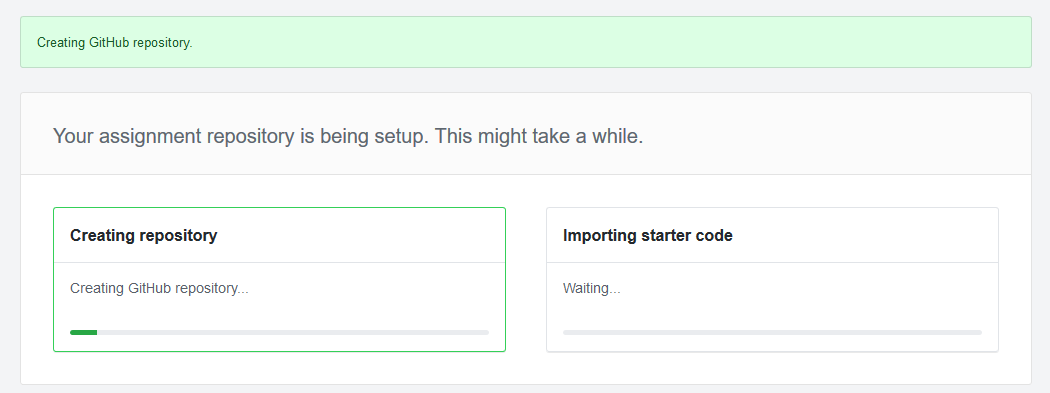 Creating GitHub repository.
Your assignment repository is being setup. This might take a while.
Creating repository
Creating GitHub repository...
Importing starter code
Waiting...